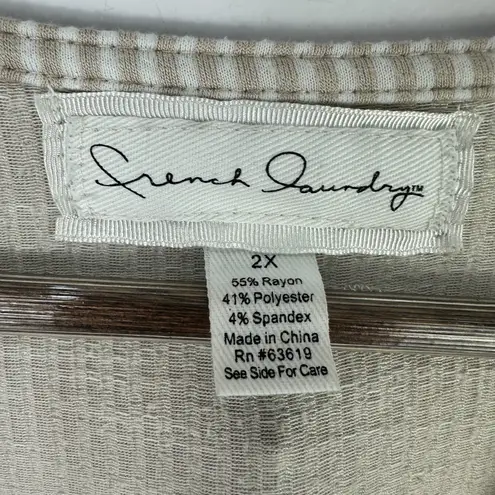 French Laundry™
2X
55% Rayon
41% Polyester
4% Spandex
Made in China
Rn #63619
See Side For Care